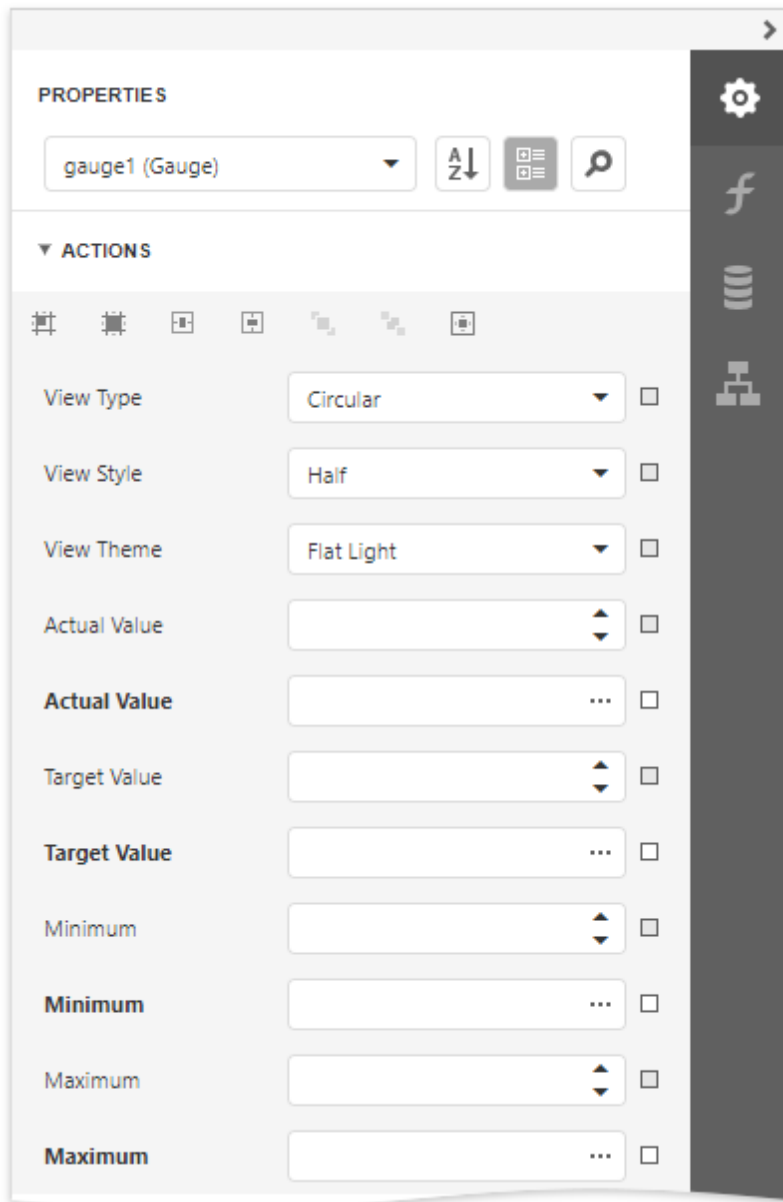 PROPERTIES
gauge1 (Gauge)
A
Z
ACTIONS
View Type
Circular
View Style
Half
View Theme
Flat Light
Actual Value
Actual Value
Target Value
Target Value
Minimum
Minimum
Maximum
Maximum